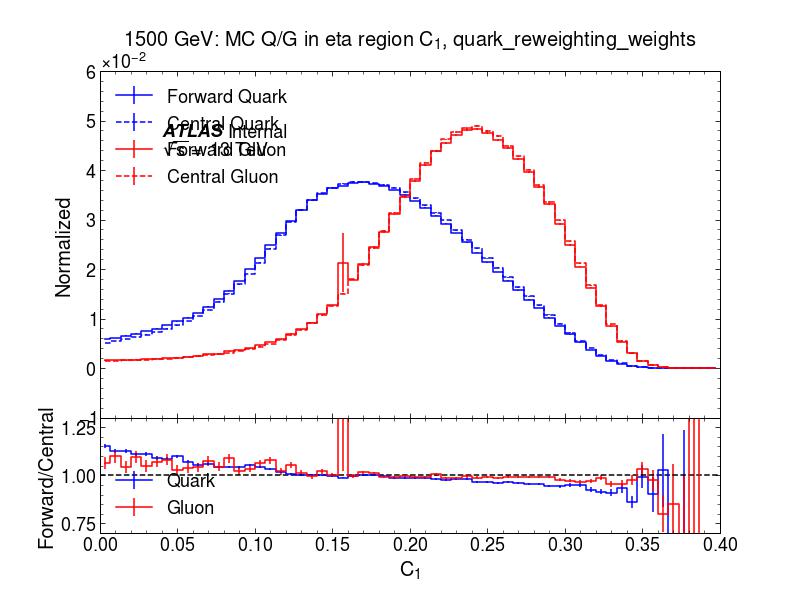 1500 GeV: MC Q/G in eta region C₁, quark_reweighting_weights
×10⁻²
6
5
4
3
2
1
0
−1
Normalized
Forward Quark
Central Quark
ATLAS Internal
Forward Gluon
√s = 13 TeV
Central Gluon
1.25
1.00
0.75
Forward/Central
Quark
Gluon
0.00 0.05 0.10 0.15 0.20 0.25 0.30 0.35 0.40
C₁